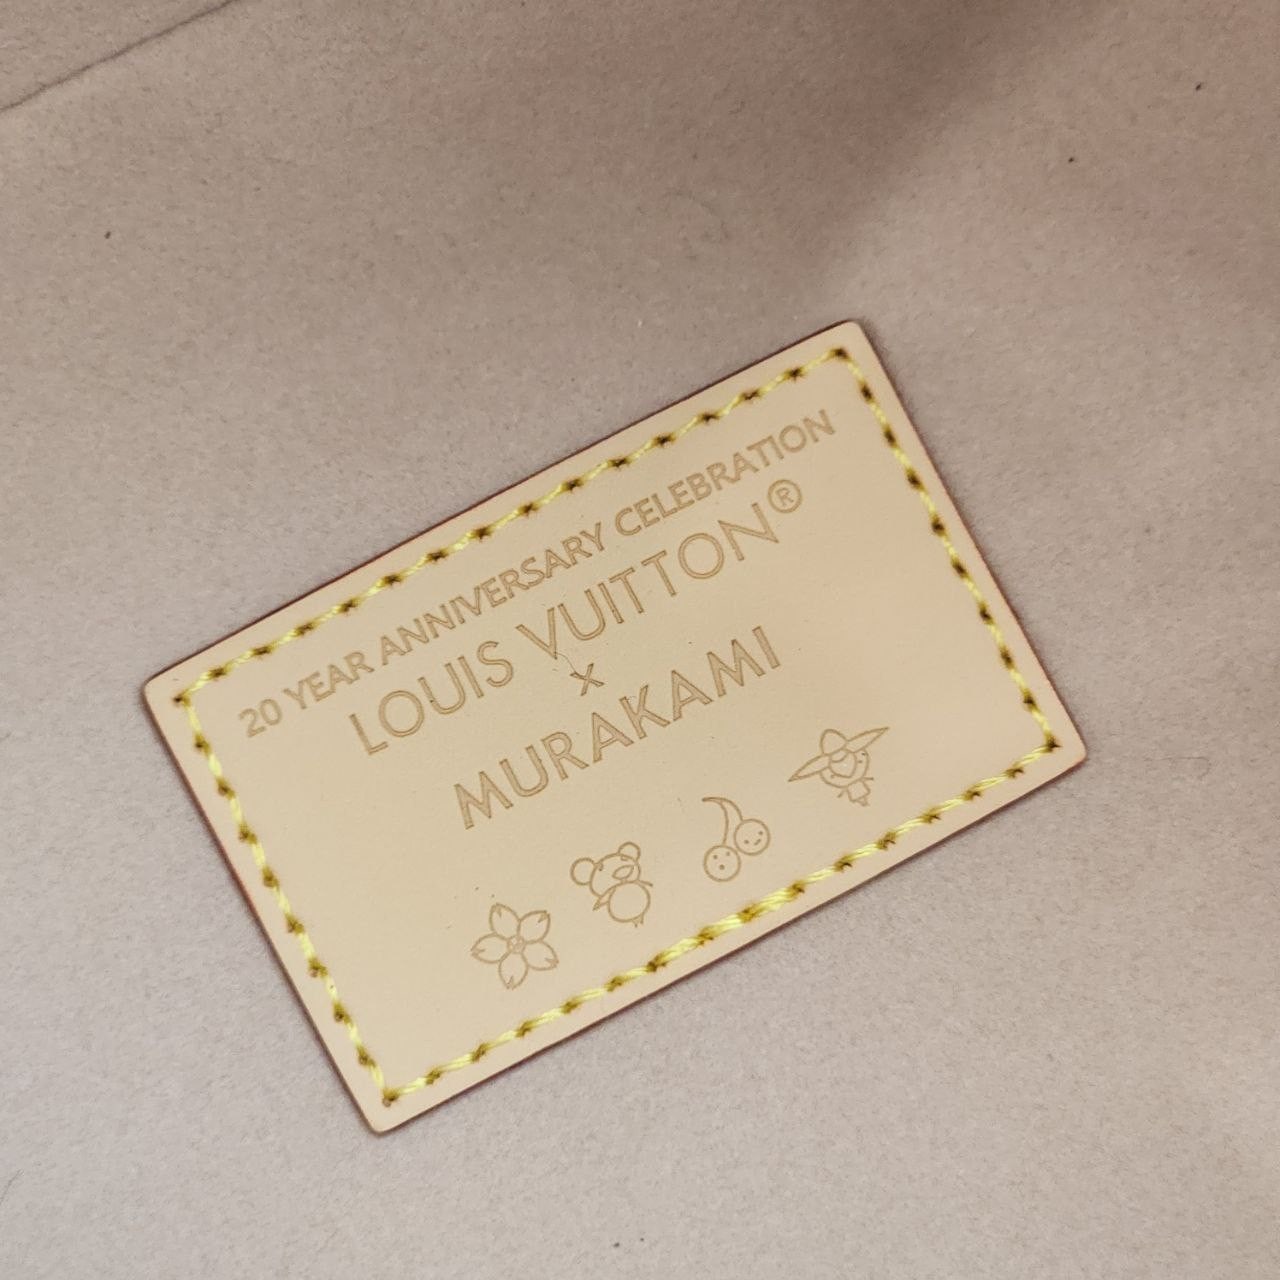 20 YEAR ANNIVERSARY CELEBRATION
LOUIS VUITTON®
x
MURAKAMI